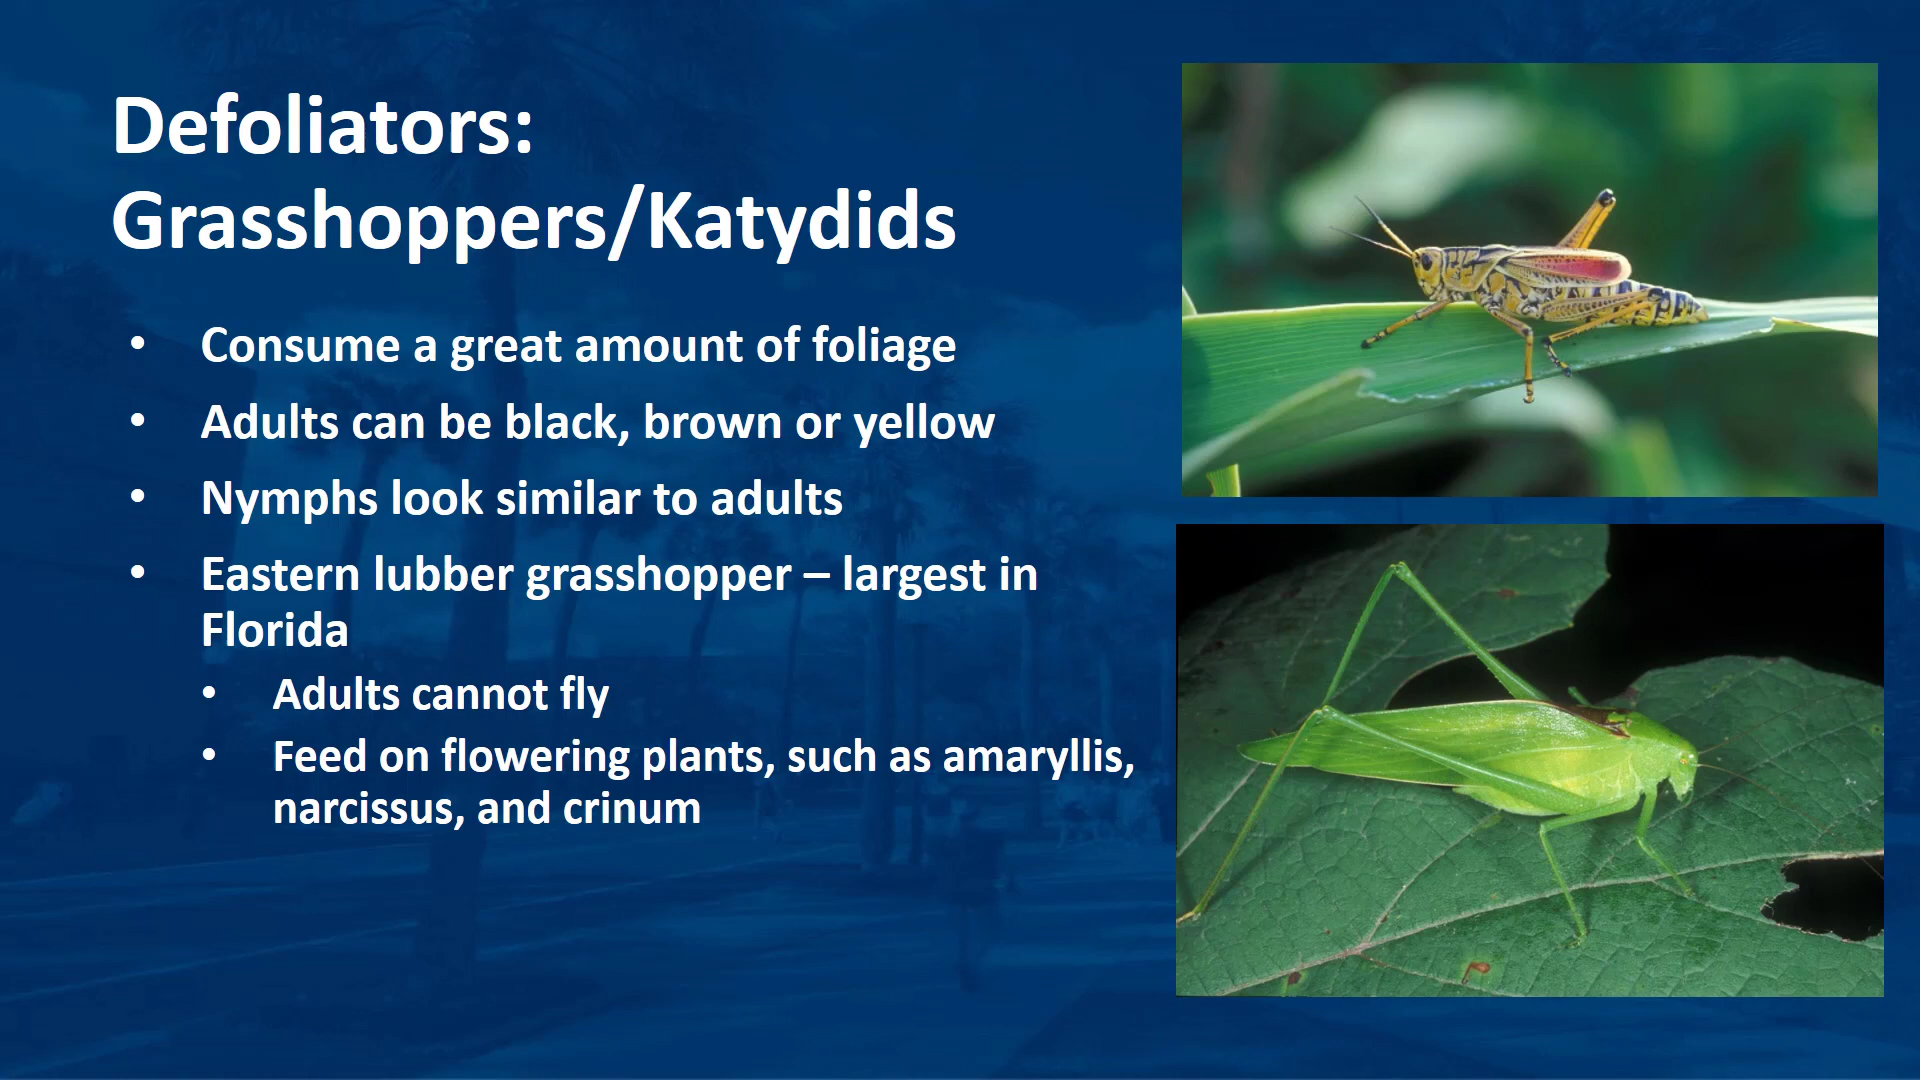 Defoliators:
Grasshoppers/Katydids
• Consume a great amount of foliage
• Adults can be black, brown or yellow
• Nymphs look similar to adults
• Eastern lubber grasshopper – largest in
Florida
• Adults cannot fly
• Feed on flowering plants, such as amaryllis,
narcissus, and crinum